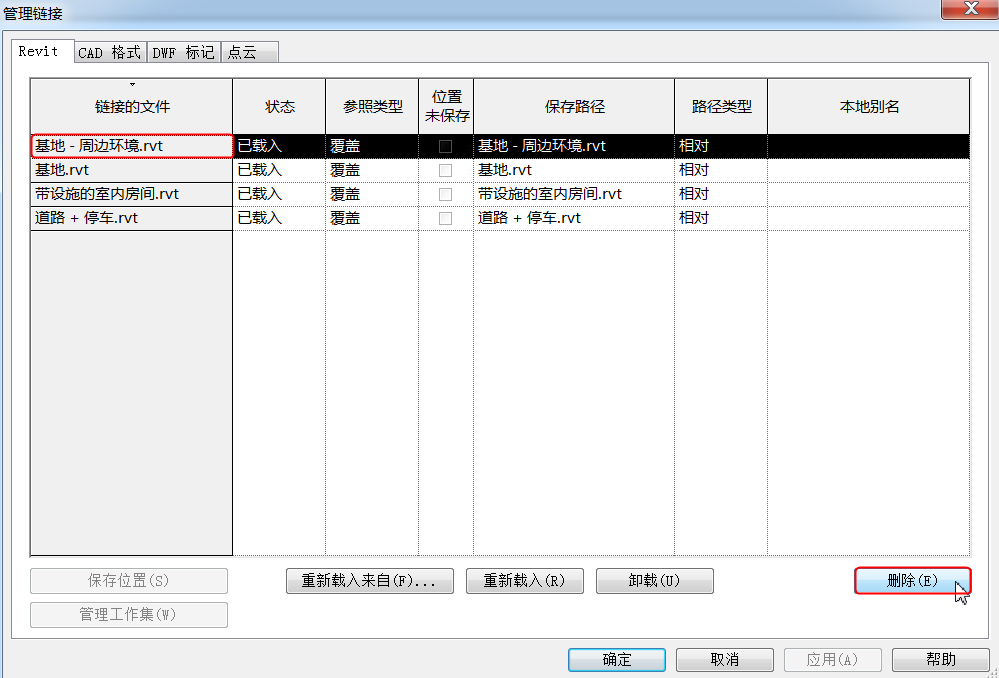 管理链接
Revit CAD 格式 DWF 标记 点云
链接的文件 状态 参照类型 位置未保存 保存路径 路径类型 本地别名
基地 - 周边环境.rvt 已载入 覆盖 基地 - 周边环境.rvt 相对
基地.rvt 已载入 覆盖 基地.rvt 相对
带设施的室内房间.rvt 已载入 覆盖 带设施的室内房间.rvt 相对
道路 + 停车.rvt 已载入 覆盖 道路 + 停车.rvt 相对
保存位置(S) 重新载入来自(F)... 重新载入(R) 卸载(U) 删除(E)
管理工作集(W)
确定 取消 应用(A) 帮助